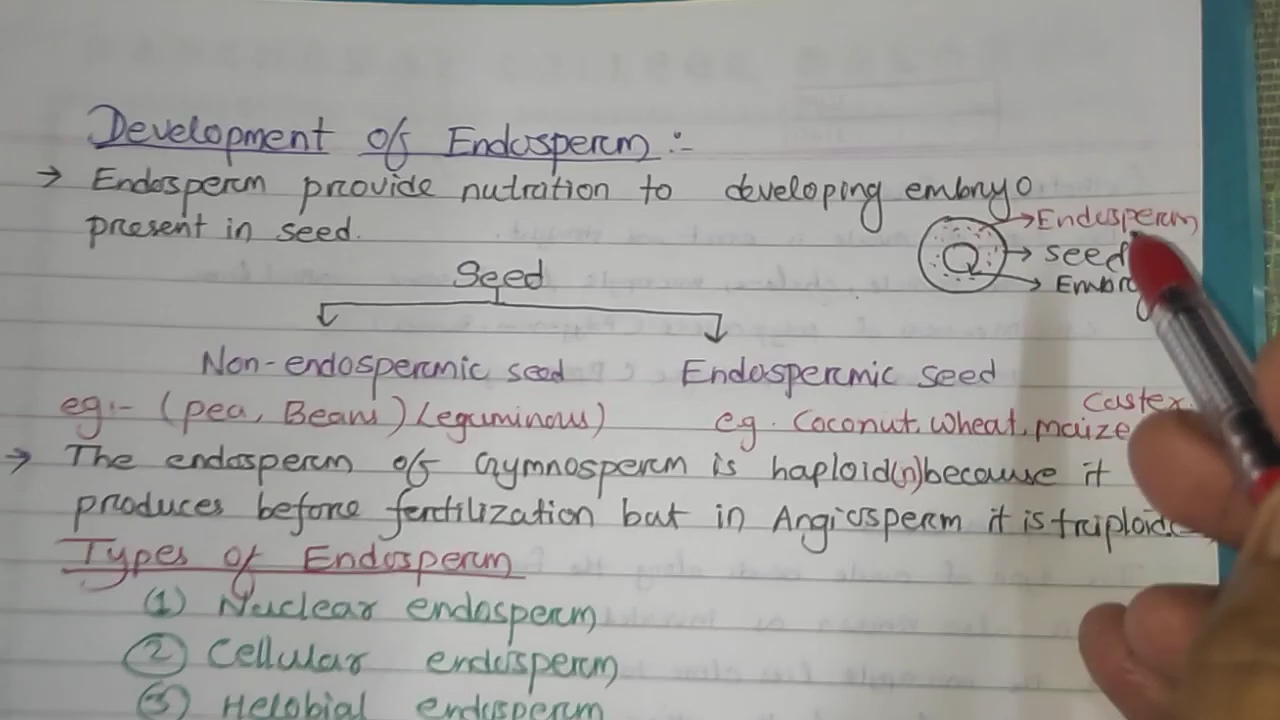 Development of Endosperm :-
→ Endosperm provide nutrition to developing embryo
present in seed.
→ Endosperm
→ seed
→ Embry
Seed
Non-endospermic seed
Endospermic seed
eg:- (pea, Beans) Leguminous)
eg. Coconut, wheat, maize
Caster
→ The endosperm of Gymnosperm is haploid(n) because it
produces before fertilization but in Angiosperm it is triploid
Types of Endosperm
(1) Nuclear endosperm
(2) Cellular endosperm
(3) Helobial endosperm